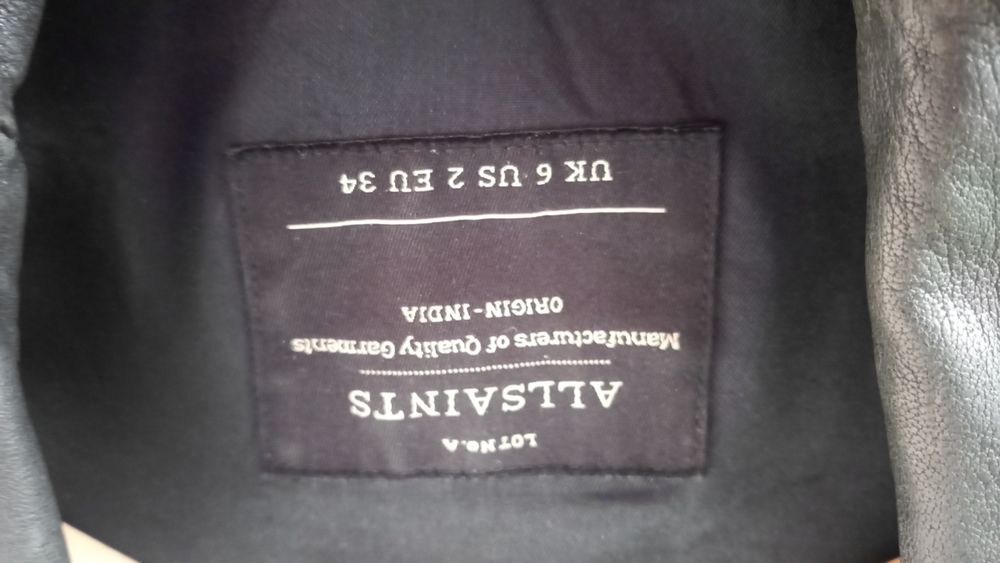 LOT No.A
ALLSAINTS
Manufacturers of Quality Garments
ORIGIN-INDIA
UK 6 US 2 EU 34